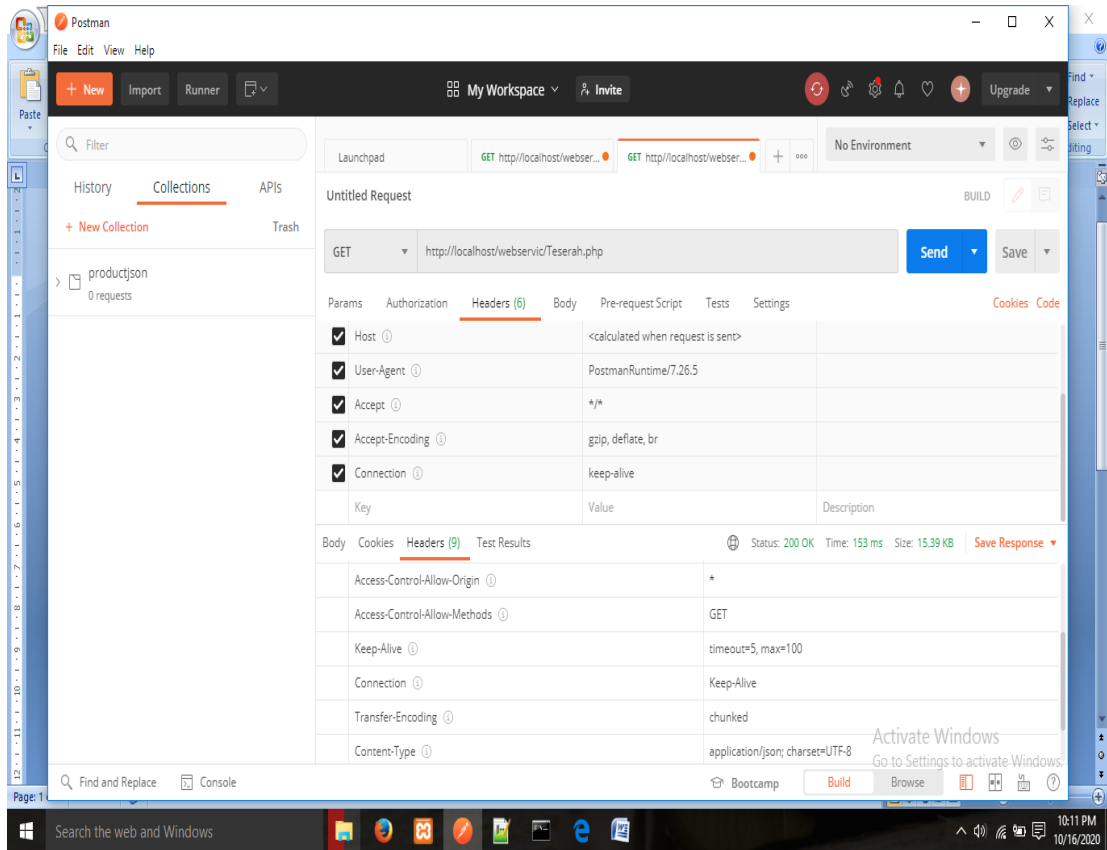 Postman
File Edit View Help
New Import Runner My Workspace Invite Upgrade
Paste
Find
Replace
Select
diting
Filter
History Collections APIs
+ New Collection Trash
productjson
0 requests
Launchpad GET http//localhost/webser... GET http//localhost/webser... No Environment
Untitled Request BUILD
GET http://localhost/webservic/Teserah.php Send Save
Params Authorization Headers (6) Body Pre-request Script Tests Settings Cookies Code
Host <calculated when request is sent>
User-Agent PostmanRuntime/7.26.5
Accept */*
Accept-Encoding gzip, deflate, br
Connection keep-alive
Key Value Description
Body Cookies Headers (9) Test Results Status: 200 OK Time: 153 ms Size: 15.39 KB Save Response
Access-Control-Allow-Origin *
Access-Control-Allow-Methods GET
Keep-Alive timeout=5, max=100
Connection Keep-Alive
Transfer-Encoding chunked
Content-Type application/json; charset=UTF-8
Activate Windows
Go to Settings to activate Windows.
Find and Replace Console Bootcamp Build Browse
Page: 1
Search the web and Windows
10:11 PM
10/16/2020